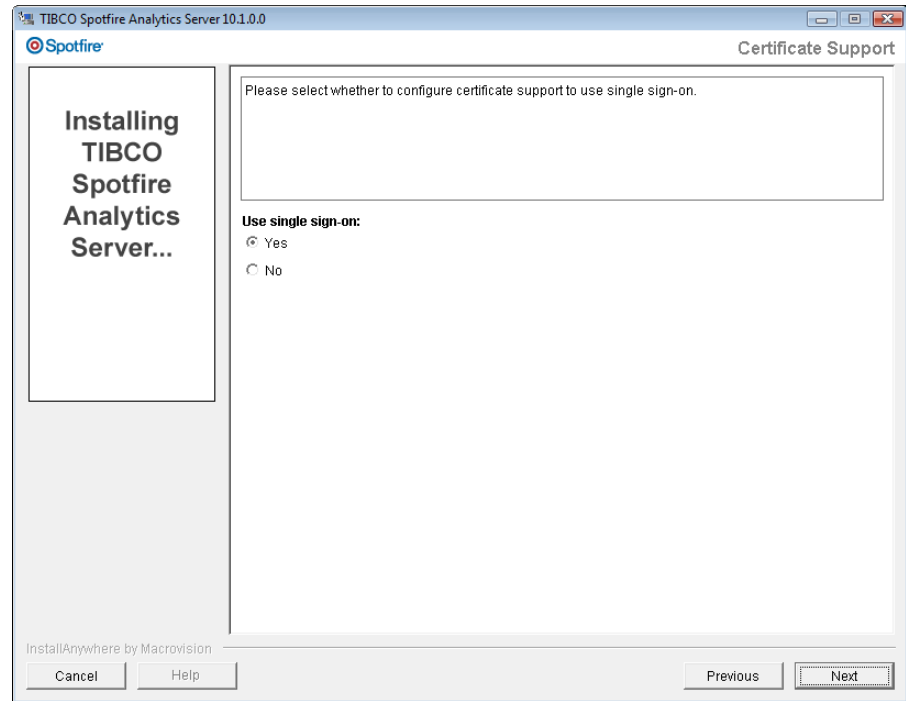 TIBCO Spotfire Analytics Server 10.1.0.0
Spotfire
Certificate Support
Installing
TIBCO
Spotfire
Analytics
Server...
Please select whether to configure certificate support to use single sign-on.
Use single sign-on:
Yes
No
InstallAnywhere by Macrovision
Cancel
Help
Previous
Next